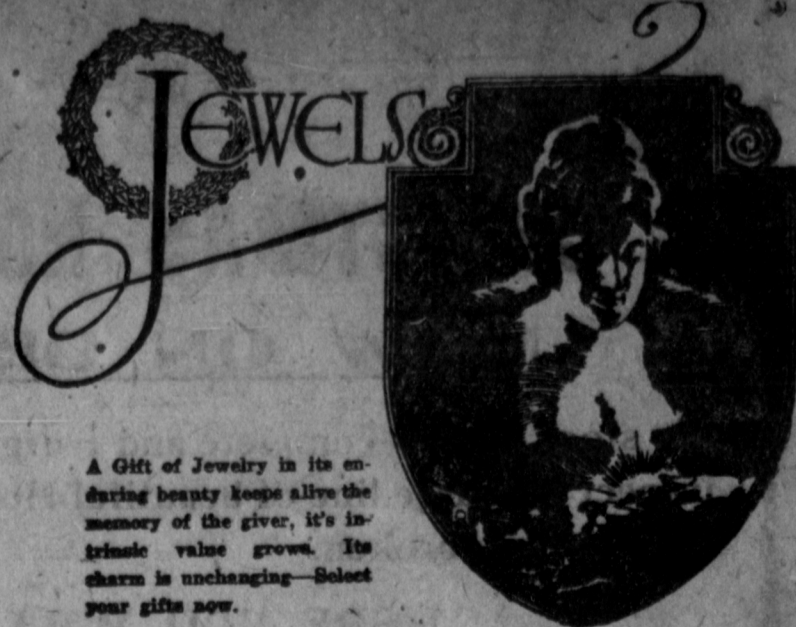 JEWELS
A Gift of Jewelry in its en-
during beauty keeps alive the
memory of the giver, it's in-
trinsic value grows. Its
charm is unchanging—Select
your gifts now.